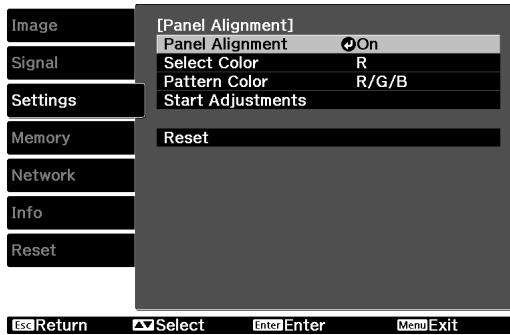 Image
Signal
Settings
Memory
Network
Info
Reset
[Panel Alignment]
Panel Alignment On
Select Color R
Pattern Color R/G/B
Start Adjustments
Reset
Esc Return Select Enter Enter Menu Exit